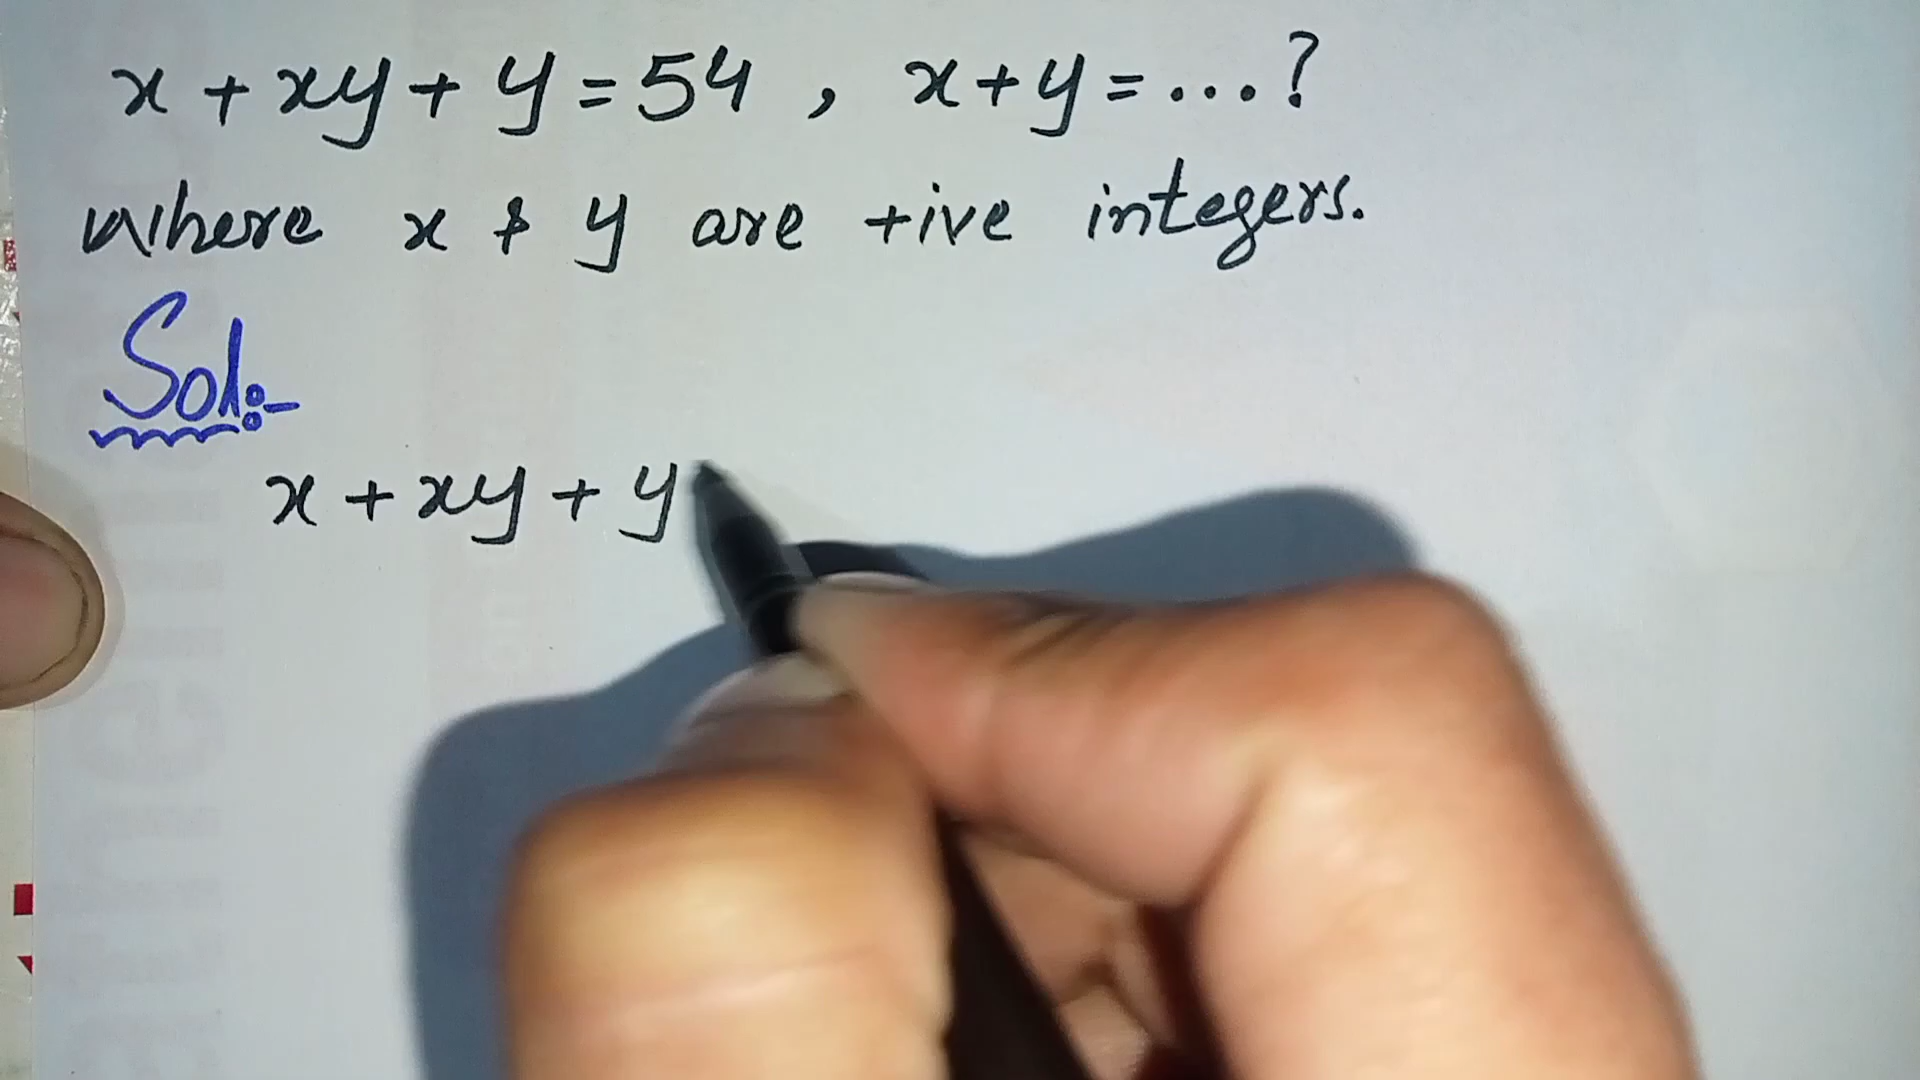 x + xy + y = 54 , x + y = ...?
where x & y are +ive integers.
Sol:-
x + xy + y